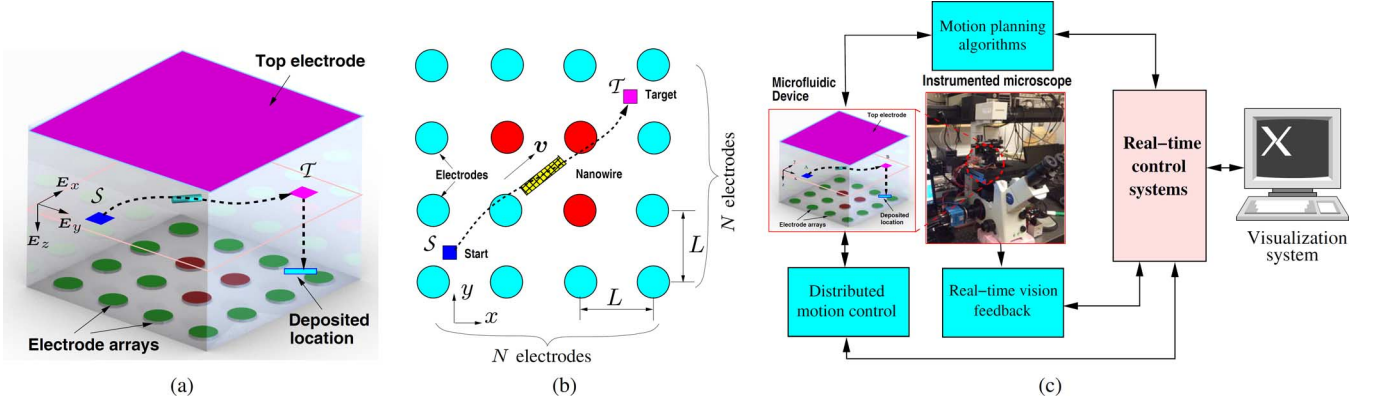 Top electrode
E_x
E_y
E_z
S
T
Electrode arrays
Deposited
location
(a)
T
Target
v
Electrodes
Nanowire
S
Start
L
L
y
x
N electrodes
N electrodes
(b)
Motion planning
algorithms
Microfluidic
Device
Instrumented microscope
Top electrode
Electrode arrays
Deposited
location
Real-time
control
systems
X
Visualization
system
Distributed
motion control
Real-time vision
feedback
(c)